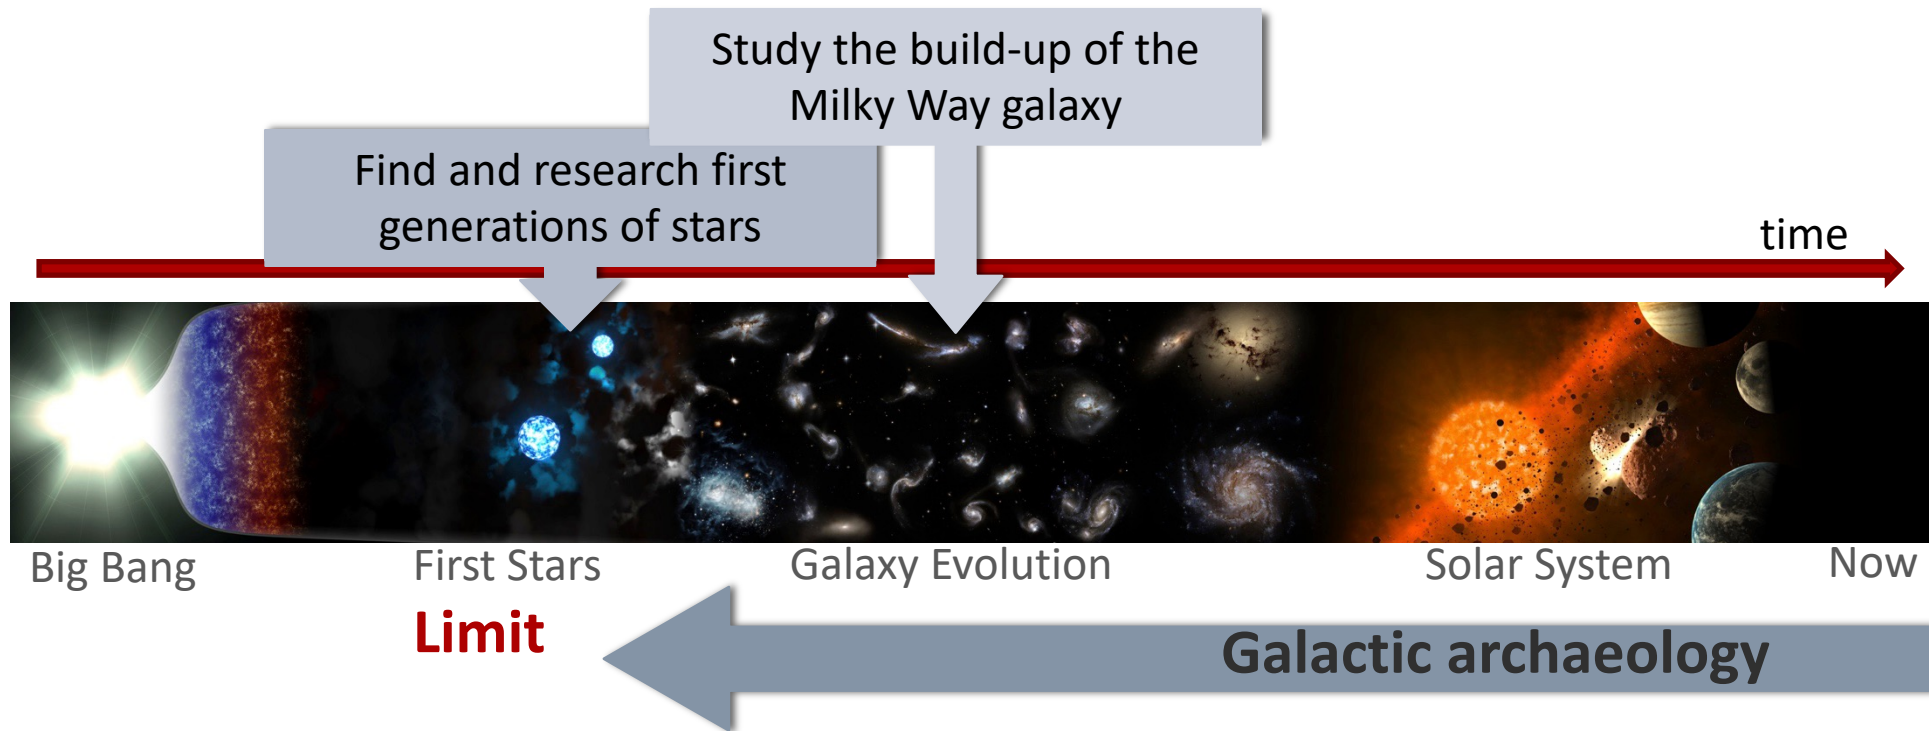 Study the build-up of the
Milky Way galaxy
Find and research first
generations of stars
time
Big Bang
First Stars
Galaxy Evolution
Solar System
Now
Limit
Galactic archaeology